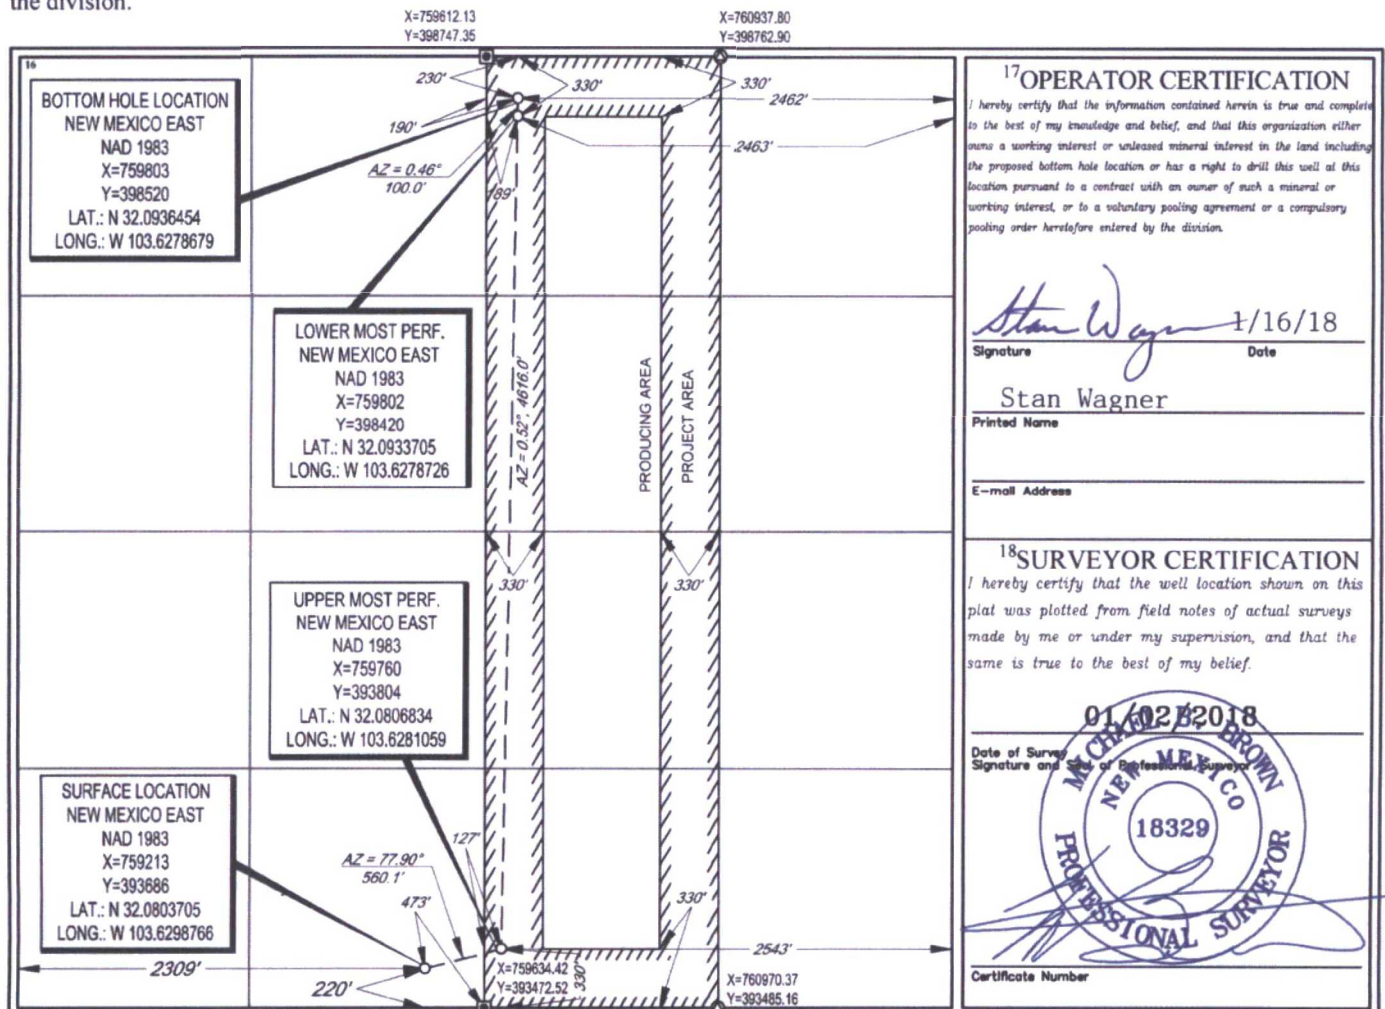 the division.
X=759612.13
Y=398747.35
X=760937.80
Y=398762.90
16
BOTTOM HOLE LOCATION
NEW MEXICO EAST
NAD 1983
X=759803
Y=398520
LAT.: N 32.0936454
LONG.: W 103.6278679
230'
330'
330'
2462'
190'
2463'
AZ = 0.46°
100.0'
189'
LOWER MOST PERF.
NEW MEXICO EAST
NAD 1983
X=759802
Y=398420
LAT.: N 32.0933705
LONG.: W 103.6278726
AZ = 0.52°, 4616.0'
PRODUCING AREA
PROJECT AREA
330'
330'
UPPER MOST PERF.
NEW MEXICO EAST
NAD 1983
X=759760
Y=393804
LAT.: N 32.0806834
LONG.: W 103.6281059
SURFACE LOCATION
NEW MEXICO EAST
NAD 1983
X=759213
Y=393686
LAT.: N 32.0803705
LONG.: W 103.6298766
127'
AZ = 77.90°
560.1'
473'
330'
2309'
220'
2543'
X=759634.42
Y=393472.52
330'
X=760970.37
Y=393485.16
17 OPERATOR CERTIFICATION
I hereby certify that the information contained herein is true and complete
to the best of my knowledge and belief, and that this organization either
owns a working interest or unleased mineral interest in the land including
the proposed bottom hole location or has a right to drill this well at this
location pursuant to a contract with an owner of such a mineral or
working interest, or to a voluntary pooling agreement or a compulsory
pooling order heretofore entered by the division.
Stan Wagner 1/16/18
Signature Date
Stan Wagner
Printed Name
E-mail Address
18 SURVEYOR CERTIFICATION
I hereby certify that the well location shown on this
plat was plotted from field notes of actual surveys
made by me or under my supervision, and that the
same is true to the best of my belief.
01/02/2018
Date of Survey
Signature and Seal of Professional Surveyor
MICHAEL B. BROWN
NEW MEXICO
18329
PROFESSIONAL SURVEYOR
Certificate Number